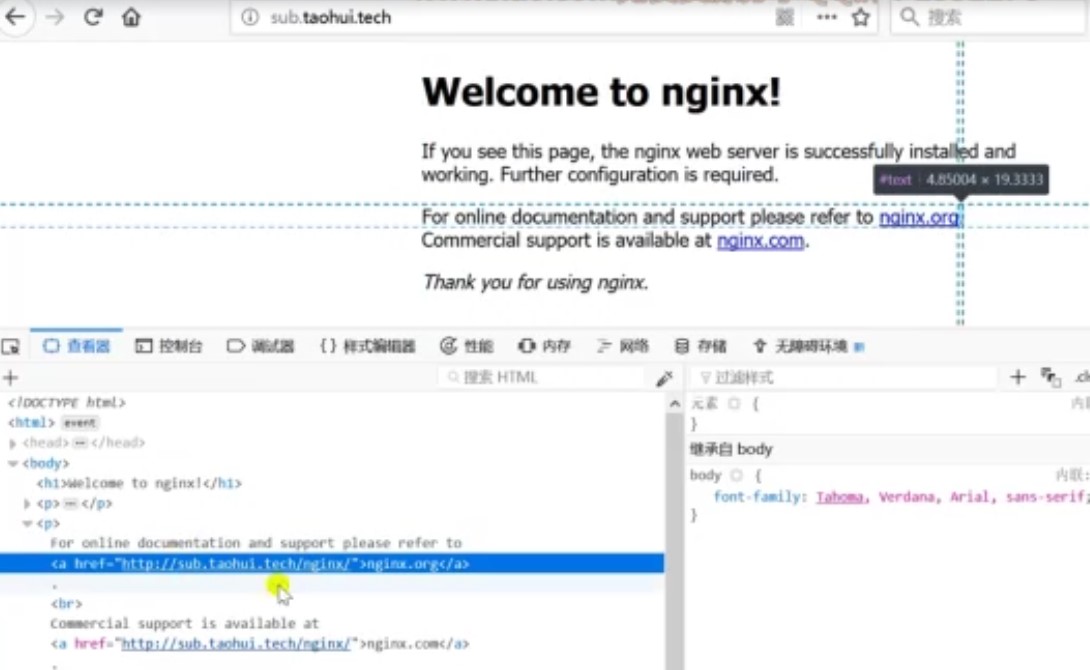 sub.taohui.tech
搜索
Welcome to nginx!
If you see this page, the nginx web server is successfully installed and
working. Further configuration is required.
#text 4.85004 × 19.3333
For online documentation and support please refer to nginx.org
Commercial support is available at nginx.com.
Thank you for using nginx.
查看器 控制台 调试器 {} 样式编辑器 性能 内存 网络 存储 无障碍环境
+ 搜索 HTML 过滤样式 +
<!DOCTYPE html>
<html> event
<head> </head>
<body>
<h1>Welcome to nginx!</h1>
<p> </p>
<p>
For online documentation and support please refer to
<a href="http://sub.taohui.tech/nginx/">nginx.org</a>
.
<br>
Commercial support is available at
<a href="http://sub.taohui.tech/nginx/">nginx.com</a>
.
元素 {
}
继承自 body
body {
内联:
font-family: Tahoma, Verdana, Arial, sans-serif;
}